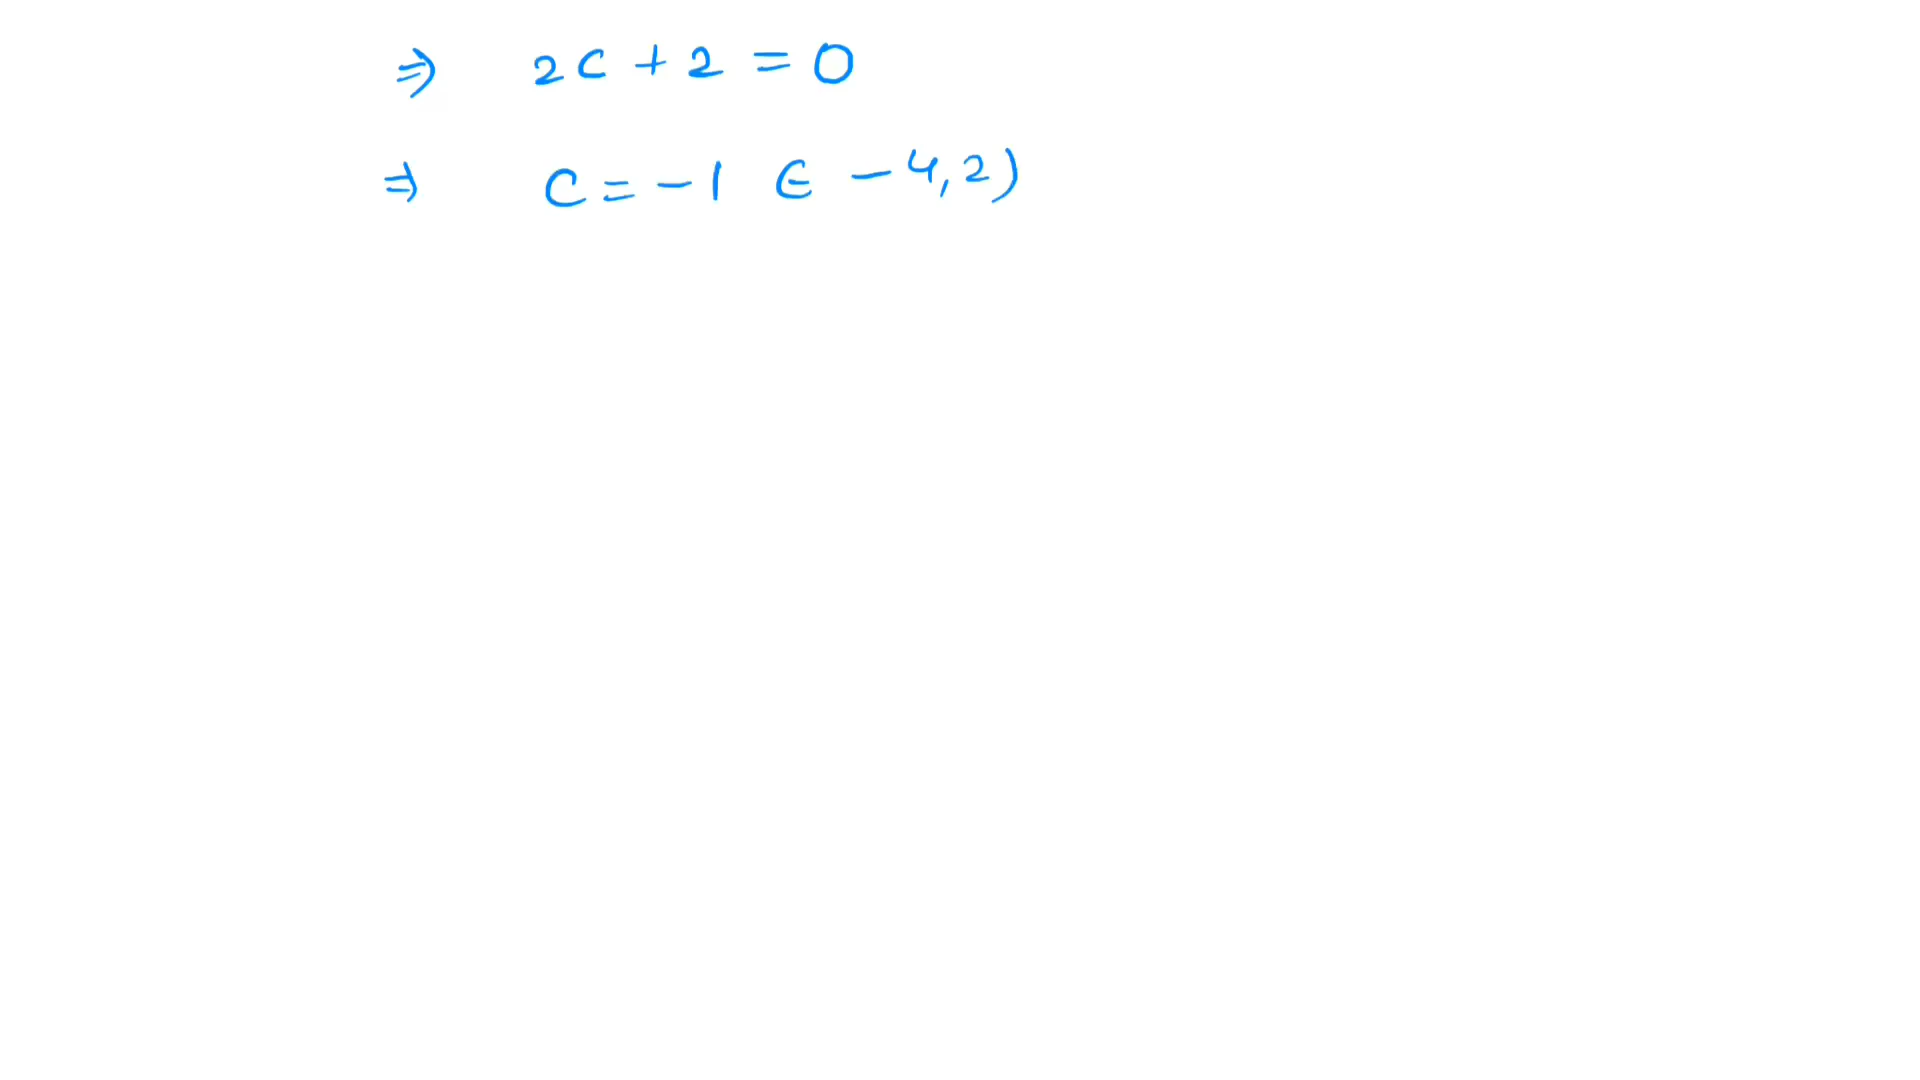 ⇒ 2c + 2 = 0
⇒ c = -1 ∈ -4,2)